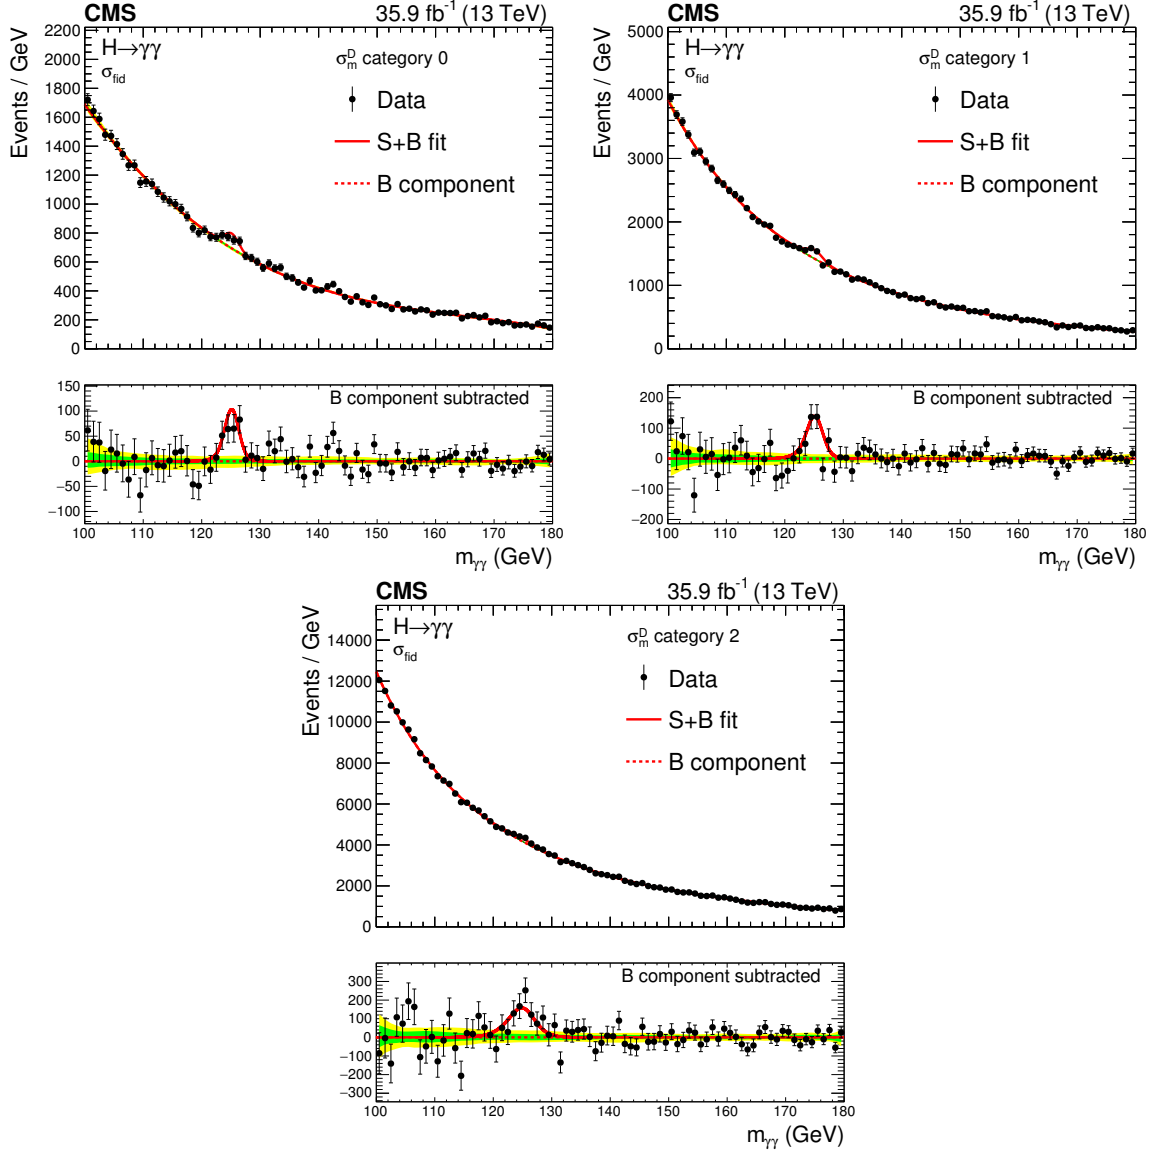 CMS 35.9 fb⁻¹ (13 TeV)
Events / GeV
2200
2000
1800
1600
1400
1200
1000
800
600
400
200
0
H→γγ
σfid
σmD category 0
Data
S+B fit
B component
B component subtracted
150
100
50
0
−50
−100
100 110 120 130 140 150 160 170 180
mγγ (GeV)
CMS 35.9 fb⁻¹ (13 TeV)
Events / GeV
5000
4000
3000
2000
1000
0
H→γγ
σfid
σmD category 1
Data
S+B fit
B component
B component subtracted
200
100
0
−100
−200
100 110 120 130 140 150 160 170 180
mγγ (GeV)
CMS 35.9 fb⁻¹ (13 TeV)
Events / GeV
14000
12000
10000
8000
6000
4000
2000
0
H→γγ
σfid
σmD category 2
Data
S+B fit
B component
B component subtracted
300
200
100
0
−100
−200
−300
100 110 120 130 140 150 160 170 180
mγγ (GeV)